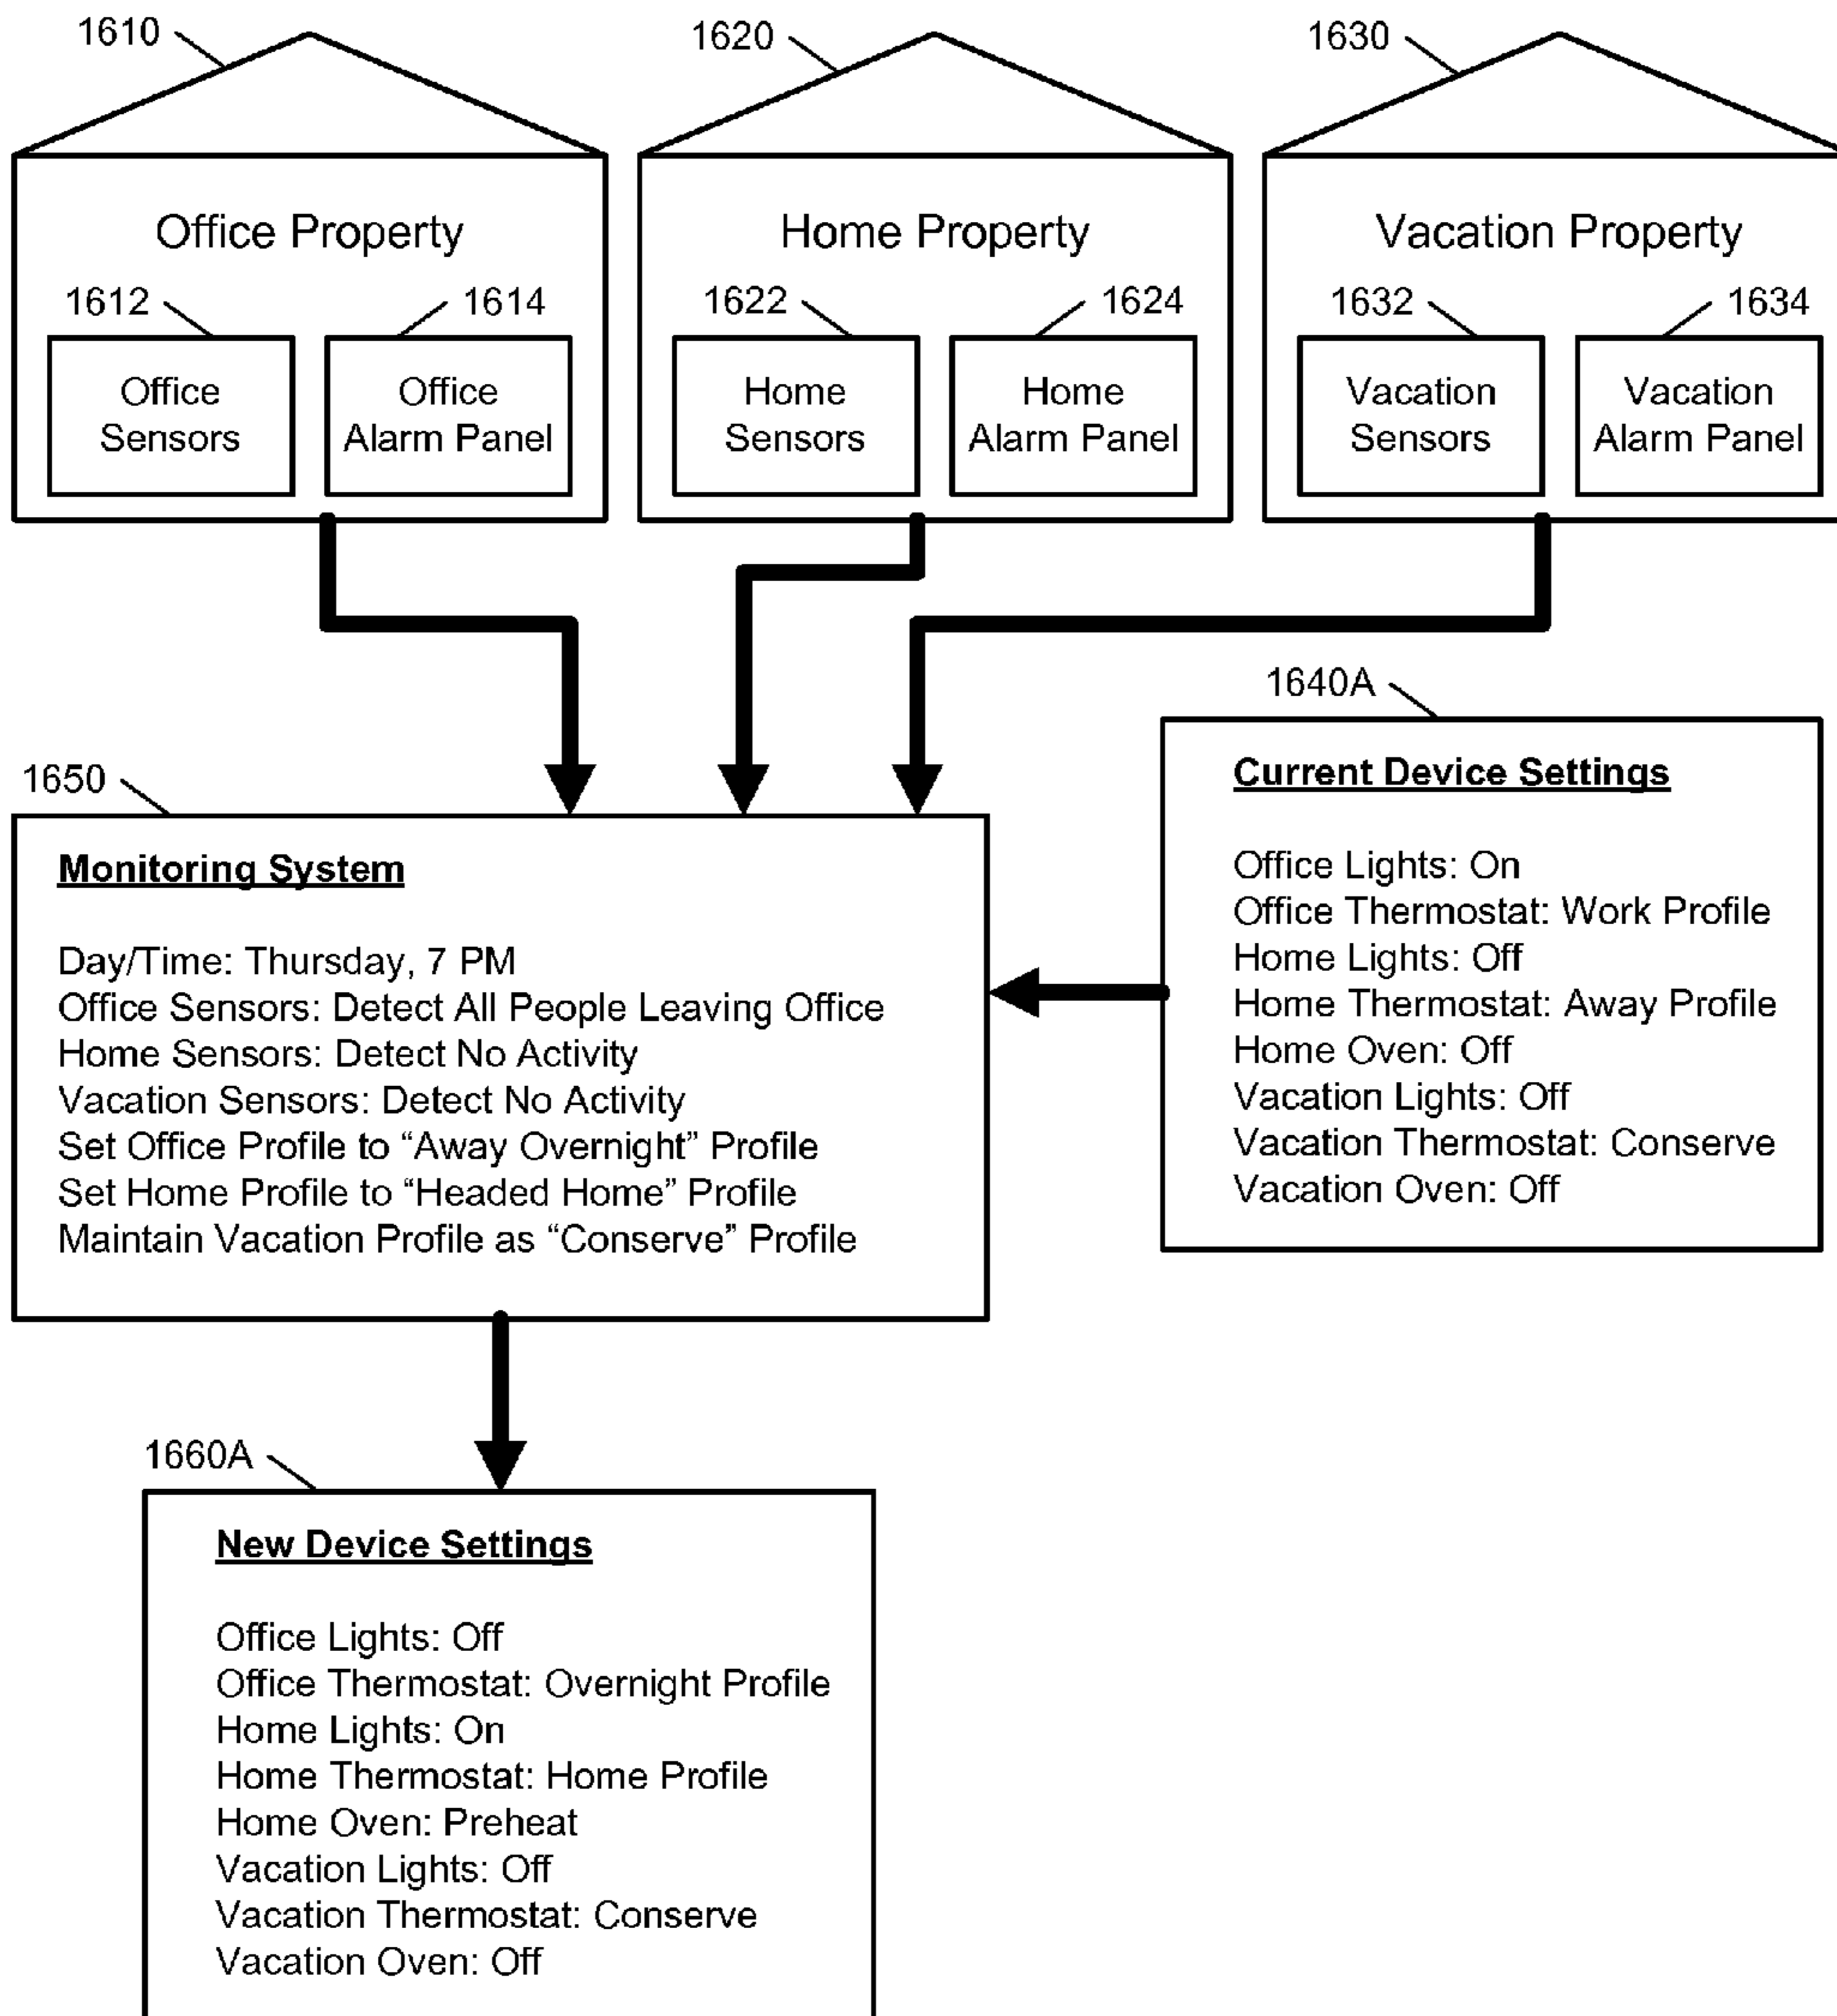 1610
1620
1630
Office Property
Home Property
Vacation Property
1612
1614
1622
1624
1632
1634
Office
Sensors
Office
Alarm Panel
Home
Sensors
Home
Alarm Panel
Vacation
Sensors
Vacation
Alarm Panel
1640A
Current Device Settings
Office Lights: On
Office Thermostat: Work Profile
Home Lights: Off
Home Thermostat: Away Profile
Home Oven: Off
Vacation Lights: Off
Vacation Thermostat: Conserve
Vacation Oven: Off
1650
Monitoring System
Day/Time: Thursday, 7 PM
Office Sensors: Detect All People Leaving Office
Home Sensors: Detect No Activity
Vacation Sensors: Detect No Activity
Set Office Profile to “Away Overnight” Profile
Set Home Profile to “Headed Home” Profile
Maintain Vacation Profile as “Conserve” Profile
1660A
New Device Settings
Office Lights: Off
Office Thermostat: Overnight Profile
Home Lights: On
Home Thermostat: Home Profile
Home Oven: Preheat
Vacation Lights: Off
Vacation Thermostat: Conserve
Vacation Oven: Off